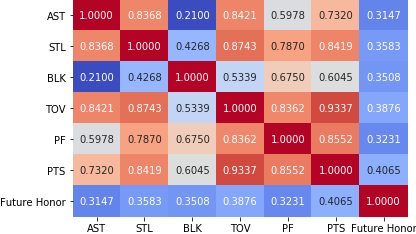 AST 1.0000 0.8368 0.2100 0.8421 0.5978 0.7320 0.3147
STL 0.8368 1.0000 0.4268 0.8743 0.7870 0.8419 0.3583
BLK 0.2100 0.4268 1.0000 0.5339 0.6750 0.6045 0.3508
TOV 0.8421 0.8743 0.5339 1.0000 0.8362 0.9337 0.3876
PF 0.5978 0.7870 0.6750 0.8362 1.0000 0.8552 0.3231
PTS 0.7320 0.8419 0.6045 0.9337 0.8552 1.0000 0.4065
Future Honor 0.3147 0.3583 0.3508 0.3876 0.3231 0.4065 1.0000
AST STL BLK TOV PF PTS Future Honor